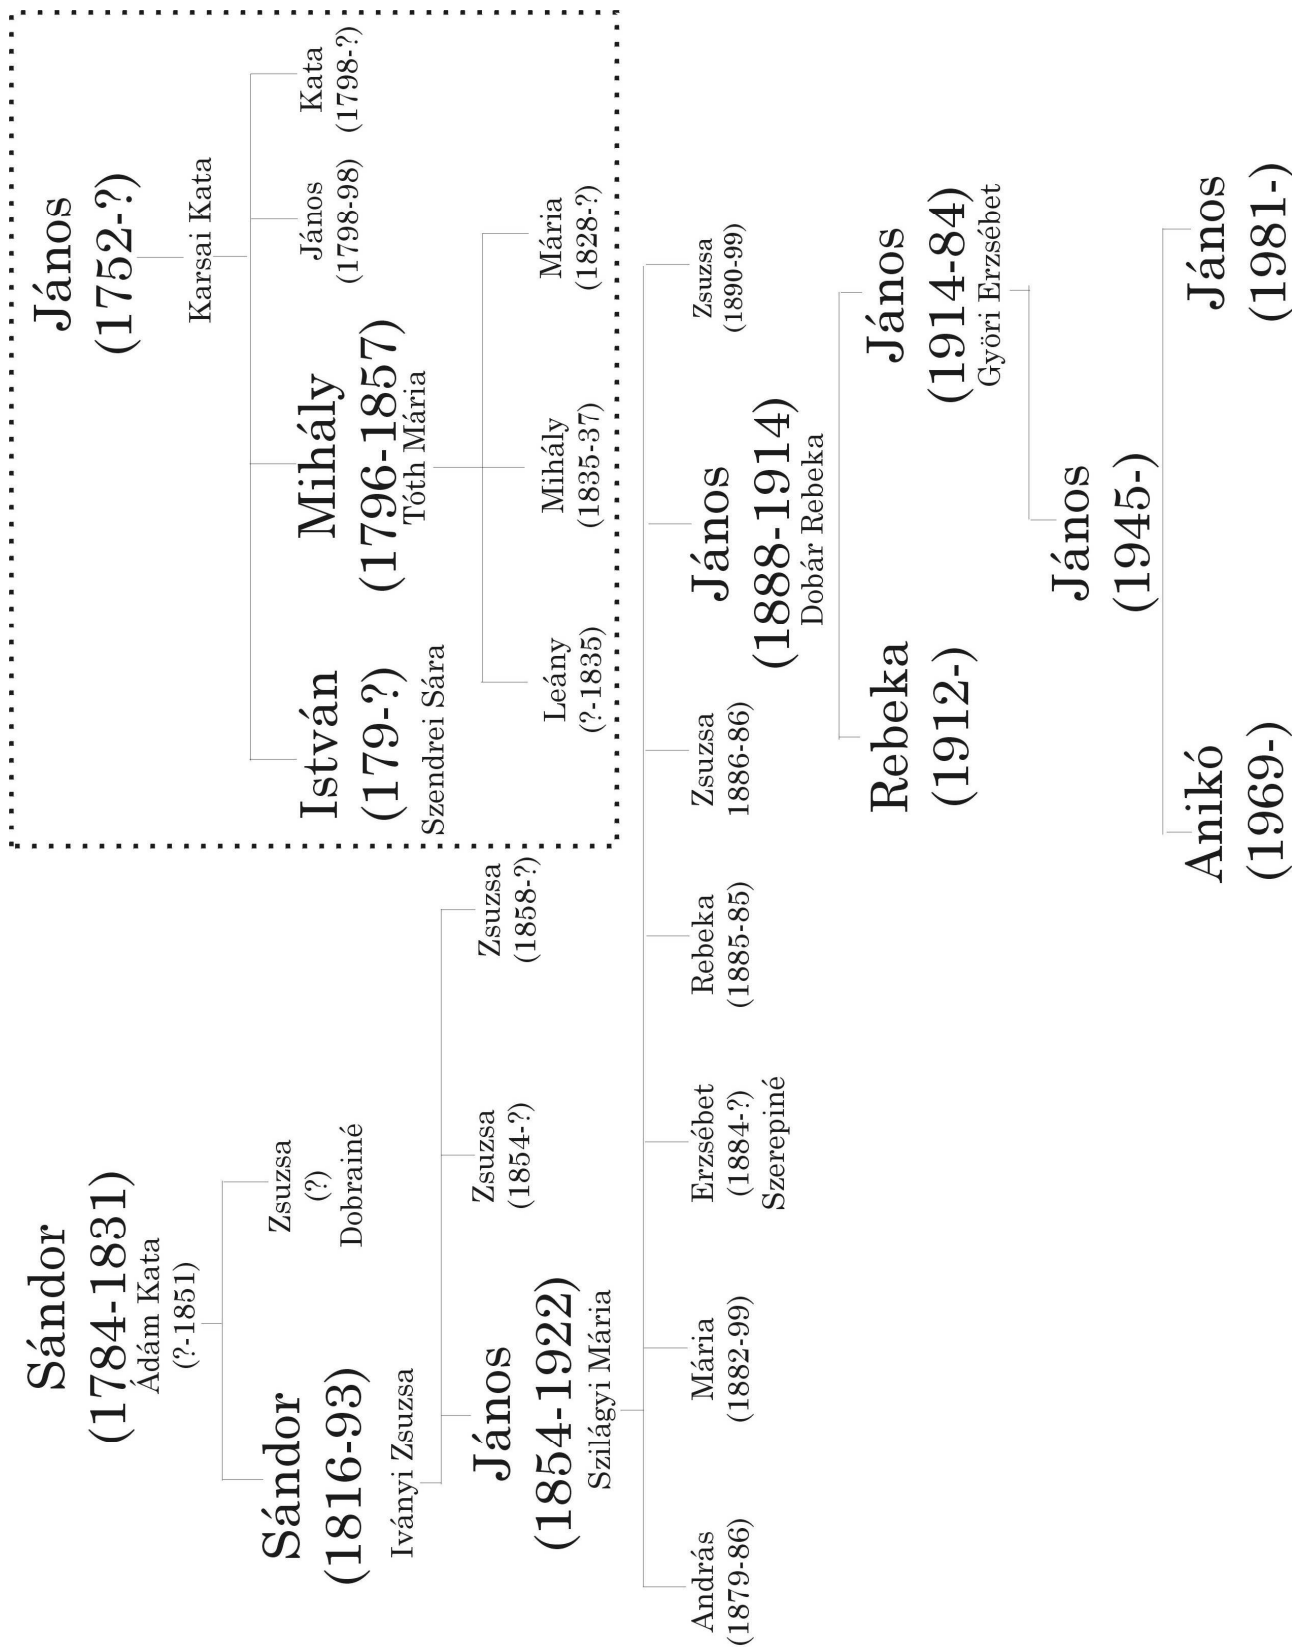 Sándor
(1784-1831)
Ádám Kata
(?-1851)
Sándor
(1816-93)
Iványi Zsuzsa
Zsuzsa
(?)
Dobrainé
János
(1854-1922)
Szilágyi Mária
Zsuzsa
(1854-?)
Zsuzsa
(1858-?)
János
(1752-?)
Karsai Kata
István
(179-?)
Szendrei Sára
Mihály
(1796-1857)
Tóth Mária
János
(1798-98)
Kata
(1798-?)
Leány
(?-1835)
Mihály
(1835-37)
Mária
(1828-?)
András
(1879-86)
Mária
(1882-99)
Erzsébet
(1884-?)
Szerepiné
Rebeka
(1885-85)
Zsuzsa
1886-86)
János
(1888-1914)
Dobár Rebeka
Zsuzsa
(1890-99)
Rebeka
(1912-)
János
(1914-84)
Györi Erzsébet
János
(1945-)
Anikó
(1969-)
János
(1981-)